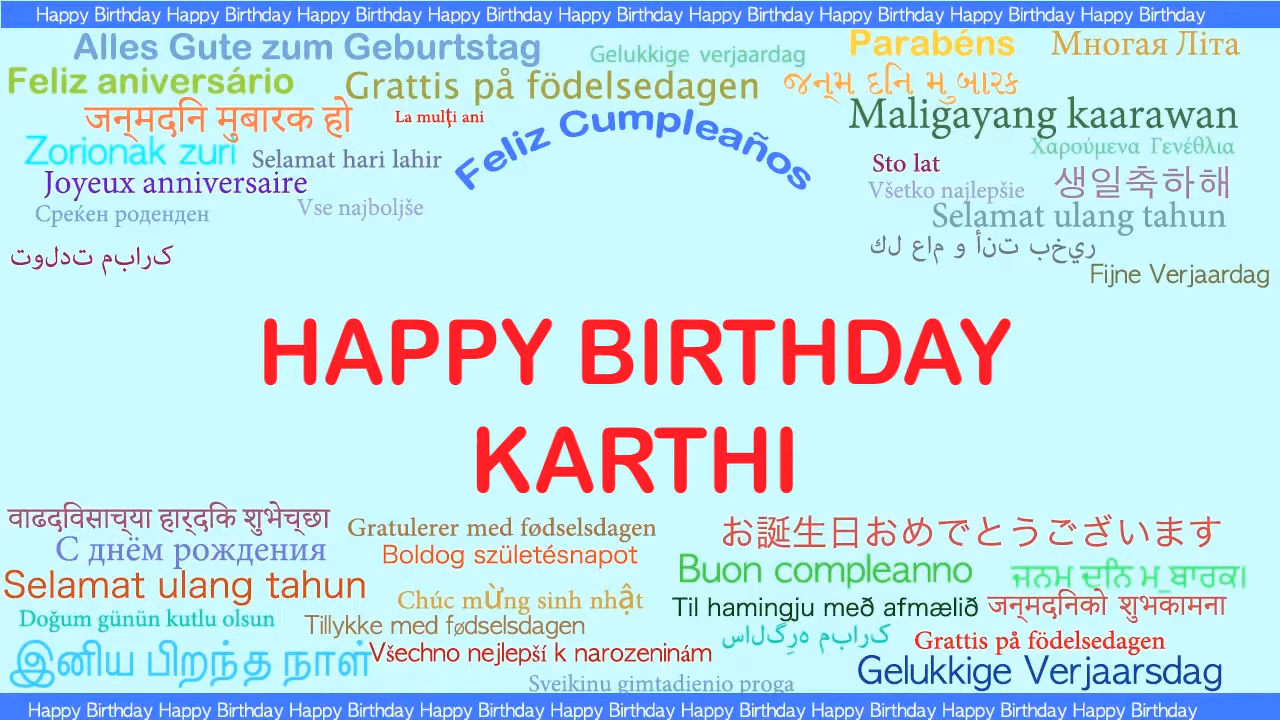 Happy Birthday Happy Birthday Happy Birthday Happy Birthday Happy Birthday Happy Birthday Happy Birthday Happy Birthday Happy Birthday
Alles Gute zum Geburtstag
Gelukkige verjaardag
Parabéns
Многая Літа
Feliz aniversário
Grattis på födelsedagen
જન્મ દિન મુબારક
जन्मदिन मुबारक हो
La mulţi ani
Feliz Cumpleaños
Maligayang kaarawan
Zorionak zuri
Selamat hari lahir
Sto lat
Χαρούμενα Γενέθλια
Joyeux anniversaire
Všetko najlepšie
생일축하해
Среќен роденден
Vse najboljše
Selamat ulang tahun
تولدت مبارک
كل عام و أنت بخير
Fijne Verjaardag
HAPPY BIRTHDAY
KARTHI
वाढदिवसाच्या हार्दिक शुभेच्छा
Gratulerer med fødselsdagen
お誕生日おめでとうございます
С днём рождения
Boldog születésnapot
Buon compleanno
ਜਨਮ ਦਿਨ ਮੁਬਾਰਕ।
Selamat ulang tahun
Chúc mừng sinh nhật
Til hamingju með afmælið
जन्मदिनको शुभकामना
Doğum günün kutlu olsun
Tillykke med fødselsdagen
سالگرہ مبارک
Grattis på födelsedagen
இனிய பிறந்த நாள்
Všechno nejlepší k narozeninám
Gelukkige Verjaarsdag
Sveikinu gimtadienio proga
Happy Birthday Happy Birthday Happy Birthday Happy Birthday Happy Birthday Happy Birthday Happy Birthday Happy Birthday Happy Birthday